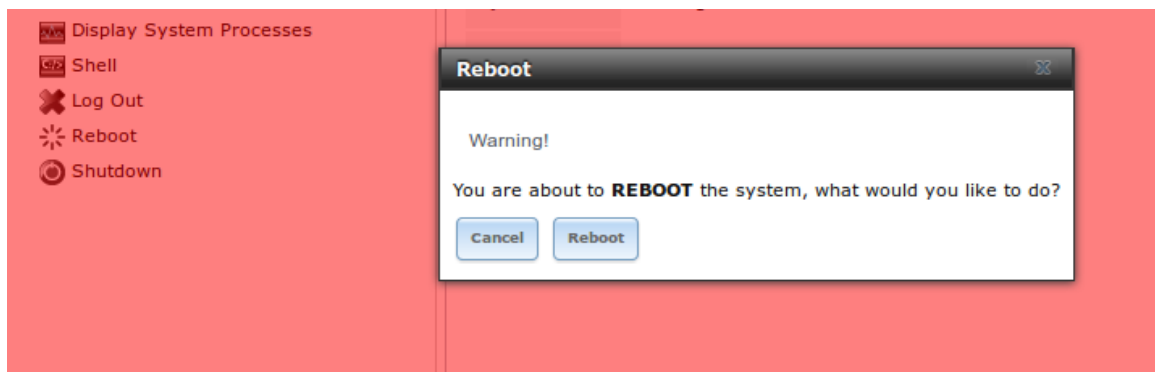 Display System Processes
Shell
Log Out
Reboot
Shutdown
Reboot
Warning!
You are about to REBOOT the system, what would you like to do?
Cancel Reboot